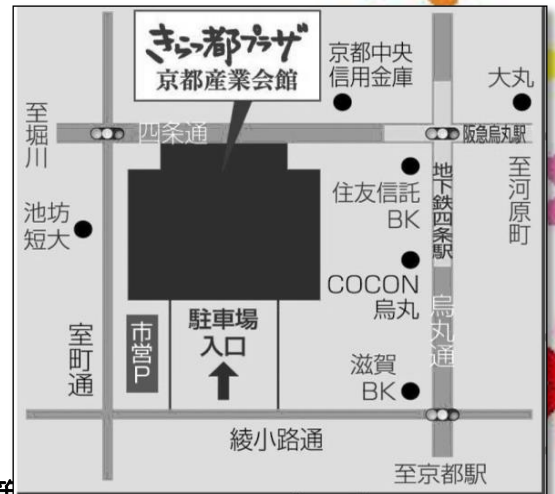 きらっ都プラザ
京都産業会館
京都中央
信用金庫
大丸
至堀川
四条通
阪急烏丸駅
地下鉄四条駅
至河原町
住友信託
BK
池坊
短大
COCON
烏丸
烏丸通
駐車場
入口
市営P
室町通
滋賀
BK
綾小路通
至京都駅